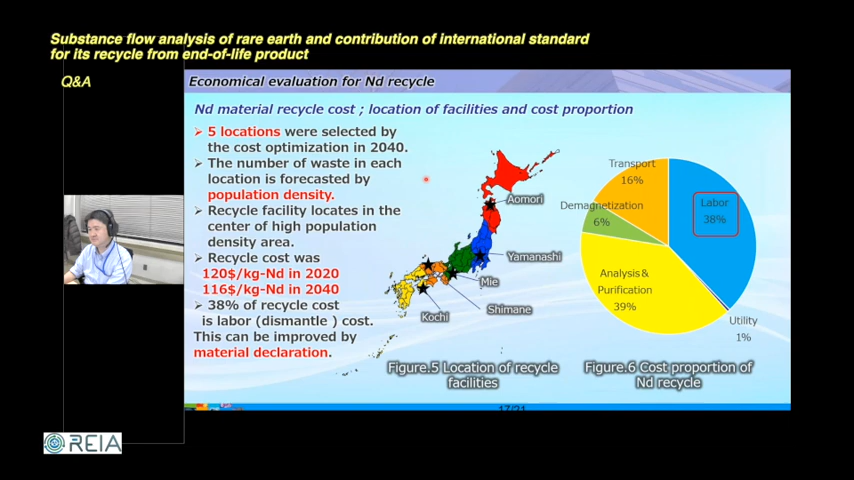 Substance flow analysis of rare earth and contribution of international standard
for its recycle from end-of-life product
Q&A
Economical evaluation for Nd recycle
Nd material recycle cost ; location of facilities and cost proportion
➢ 5 locations were selected by
the cost optimization in 2040.
➢ The number of waste in each
location is forecasted by
population density.
➢ Recycle facility locates in the
center of high population
density area.
➢ Recycle cost was
120$/kg-Nd in 2020
116$/kg-Nd in 2040
➢ 38% of recycle cost
is labor (dismantle ) cost.
This can be improved by
material declaration.
Aomori
Yamanashi
Mie
Shimane
Kochi
Figure.5 Location of recycle
facilities
Transport
16%
Labor
38%
Demagnetization
6%
Analysis&
Purification
39%
Utility
1%
Figure.6 Cost proportion of
Nd recycle
17/24
REIA